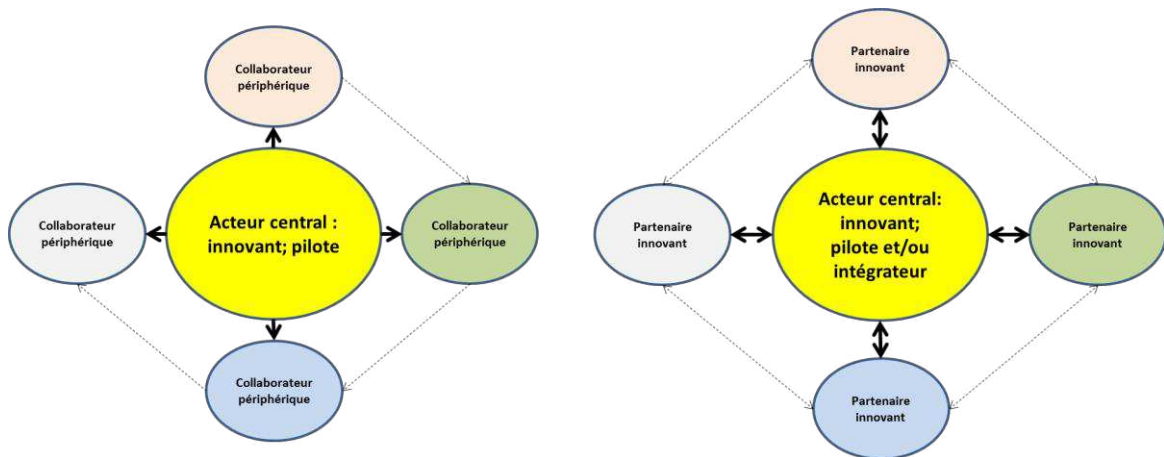 Collaborateur
périphérique
Collaborateur
périphérique
Acteur central :
innovant; pilote
Collaborateur
périphérique
Collaborateur
périphérique
Partenaire
innovant
Partenaire
innovant
Acteur central:
innovant;
pilote et/ou
intégrateur
Partenaire
innovant
Partenaire
innovant